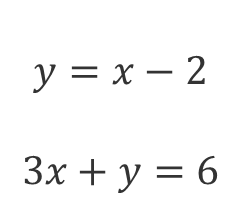 y = x − 2
3x + y = 6